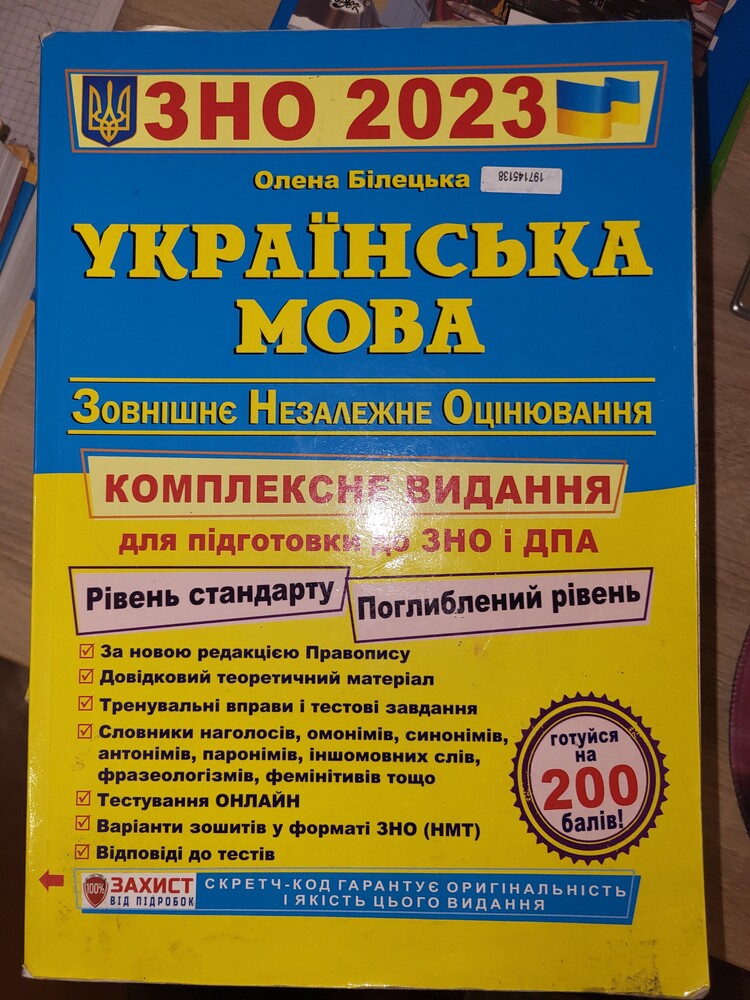 ЗНО 2023
Олена Білецька
197145138
УКРАЇНСЬКА
МОВА
Зовнішнє Незалежне Оцінювання
КОМПЛЕКСНЕ ВИДАННЯ
для підготовки до ЗНО і ДПА
Рівень стандарту
Поглиблений рівень
За новою редакцією Правопису
Довідковий теоретичний матеріал
Тренувальні вправи і тестові завдання
Словники наголосів, омонімів, синонімів,
антонімів, паронімів, іншомовних слів,
фразеологізмів, фемінітивів тощо
Тестування ОНЛАЙН
Варіанти зошитів у форматі ЗНО (НМТ)
Відповіді до тестів
готуйся
на
200
балів!
100%
ЗАХИСТ
ВІД ПІДРОБОК
СКРЕТЧ-КОД ГАРАНТУЄ ОРИГІНАЛЬНІСТЬ
І ЯКІСТЬ ЦЬОГО ВИДАННЯ